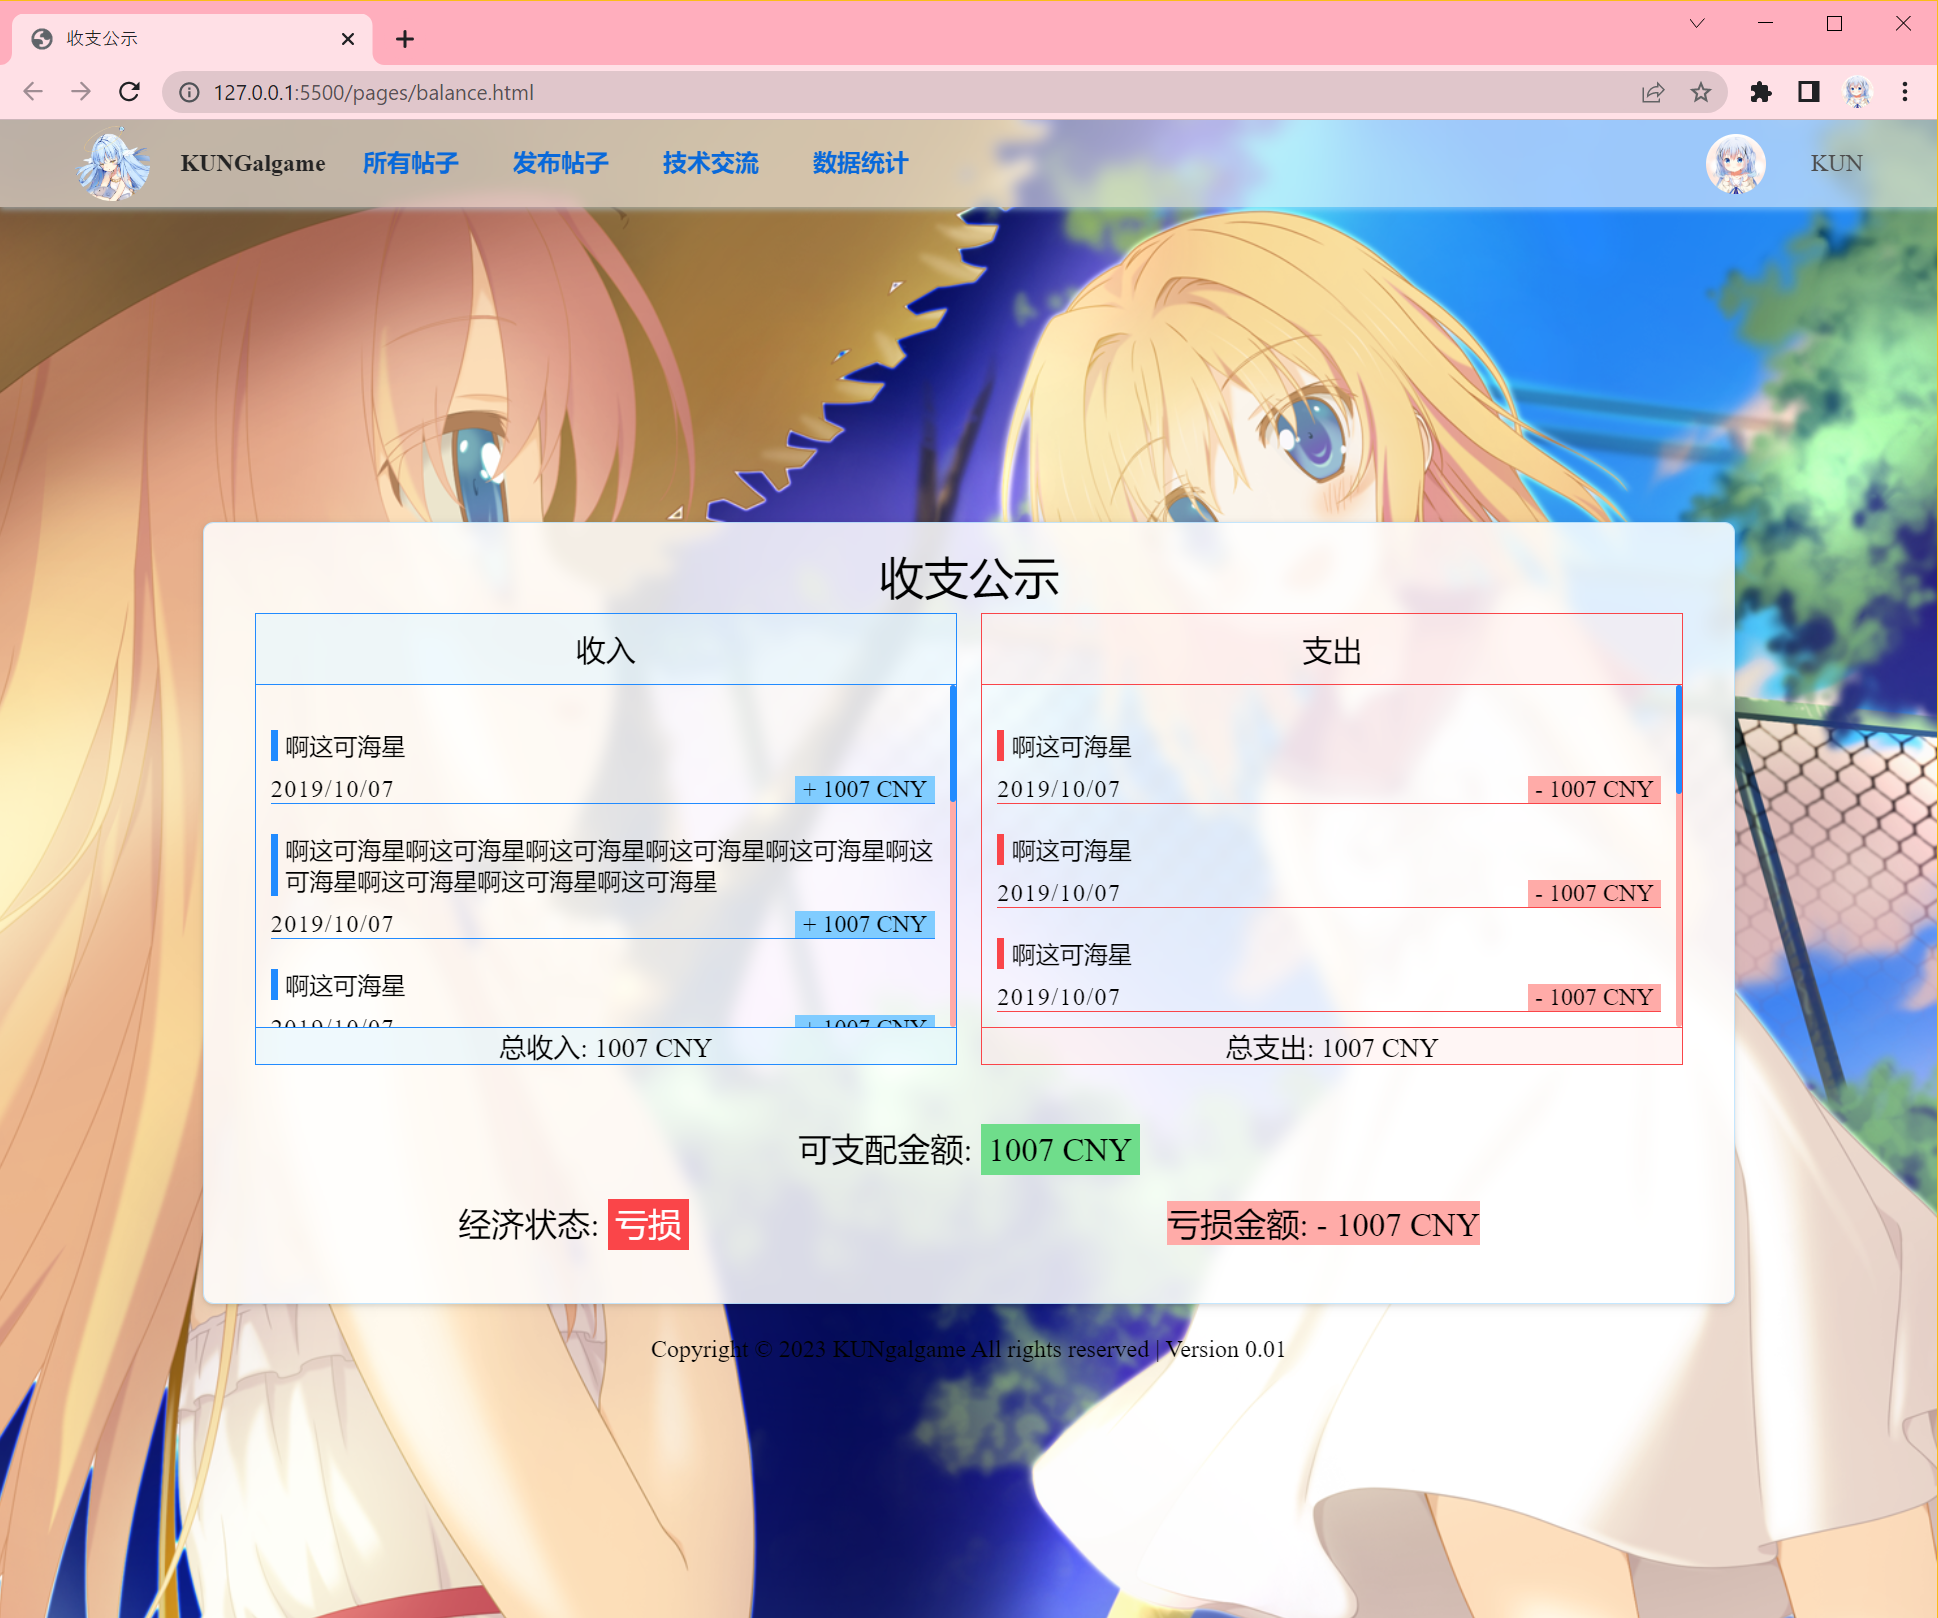 收支公示
127.0.0.1:5500/pages/balance.html
KUNGalgame 所有帖子 发布帖子 技术交流 数据统计 KUN
收支公示
收入
啊这可海星
2019/10/07 + 1007 CNY
啊这可海星啊这可海星啊这可海星啊这可海星啊这可海星啊这
可海星啊这可海星啊这可海星啊这可海星
2019/10/07 + 1007 CNY
啊这可海星
2019/10/07 + 1007 CNY
总收入: 1007 CNY
支出
啊这可海星
2019/10/07 - 1007 CNY
啊这可海星
2019/10/07 - 1007 CNY
啊这可海星
2019/10/07 - 1007 CNY
总支出: 1007 CNY
可支配金额: 1007 CNY
经济状态: 亏损
亏损金额: - 1007 CNY
Copyright © 2023 KUNgalgame All rights reserved | Version 0.01